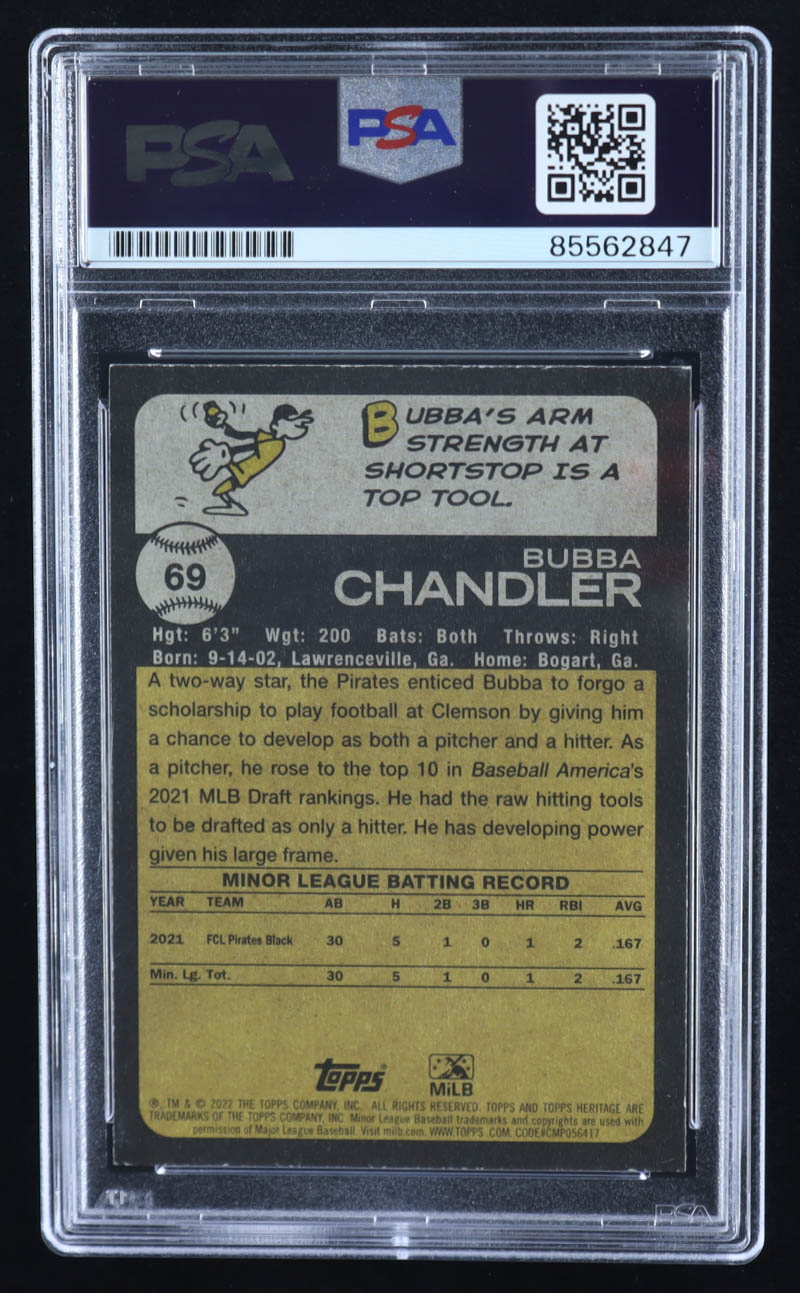 PSA
PSA
85562847
BUBBA'S ARM
STRENGTH AT
SHORTSTOP IS A
TOP TOOL.
69
BUBBA
CHANDLER
Hgt: 6'3" Wgt: 200 Bats: Both Throws: Right
Born: 9-14-02, Lawrenceville, Ga. Home: Bogart, Ga.
A two-way star, the Pirates enticed Bubba to forgo a
scholarship to play football at Clemson by giving him
a chance to develop as both a pitcher and a hitter. As
a pitcher, he rose to the top 10 in Baseball America's
2021 MLB Draft rankings. He had the raw hitting tools
to be drafted as only a hitter. He has developing power
given his large frame.
MINOR LEAGUE BATTING RECORD
YEAR TEAM AB H 2B 3B HR RBI AVG
2021 FCL Pirates Black 30 5 1 0 1 2 .167
Min. Lg. Tot. 30 5 1 0 1 2 .167
topps
MiLB
℗, TM & © 2022 THE TOPPS COMPANY, INC. ALL RIGHTS RESERVED. TOPPS AND TOPPS HERITAGE ARE
TRADEMARKS OF THE TOPPS COMPANY, INC. Minor League Baseball trademarks and copyrights are used with
permission of Major League Baseball. Visit milb.com. WWW.TOPPS.COM. CODE#CMP056417
PSA